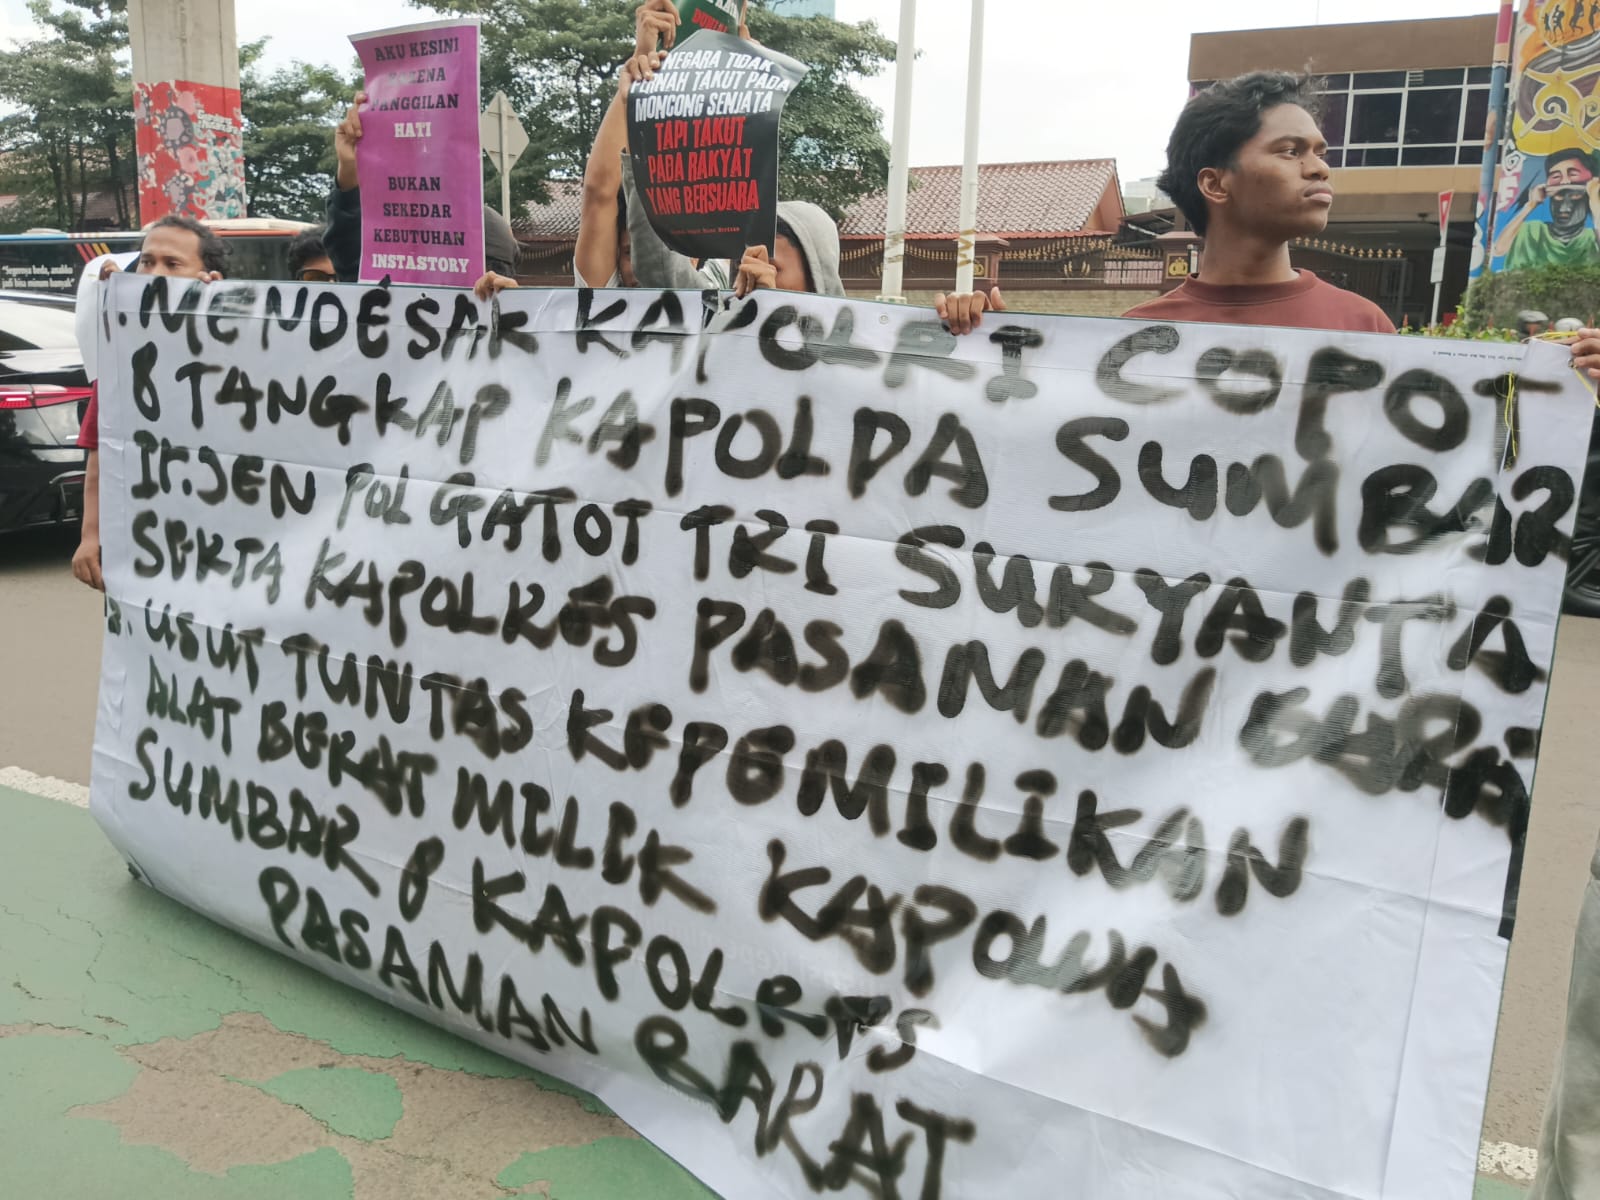 AKU KESINI
KARENA
PANGGILAN
HATI
BUKAN
SEKEDAR
KEBUTUHAN
INSTASTORY
NEGARA TIDAK
PERNAH TAKUT PADA
MONCONG SENJATA
TAPI TAKUT
PADA RAKYAT
YANG BERSUARA
1. MENDESAK KAPOLRI COPOT
8 TANGKAP KAPOLDA SUMBAR
Ir.JEN POL GATOT TRI SURYANTA
SERTA KAPOLRES PASAMAN
2. USUT TUNTAS KEPEMILIKAN
ALAT BERAT MILIK
SUMBAR 8 KAPOLRES
PASAMAN BARAT